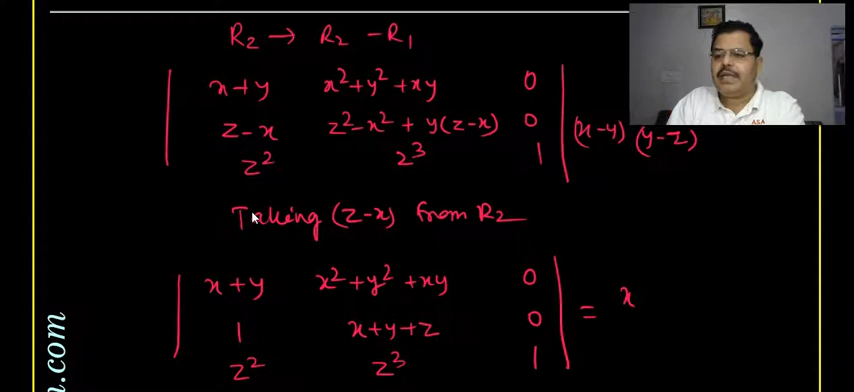 R₂ → R₂ - R₁
x+y x²+y²+xy 0
z-x z²-x²+y(z-x) 0 (x-y) (y-z)
z² z³ 1
Taking (z-x) from R₂
x+y x²+y²+xy 0
1 x+y+z 0 = x
z² z³ 1
ASA
m.com